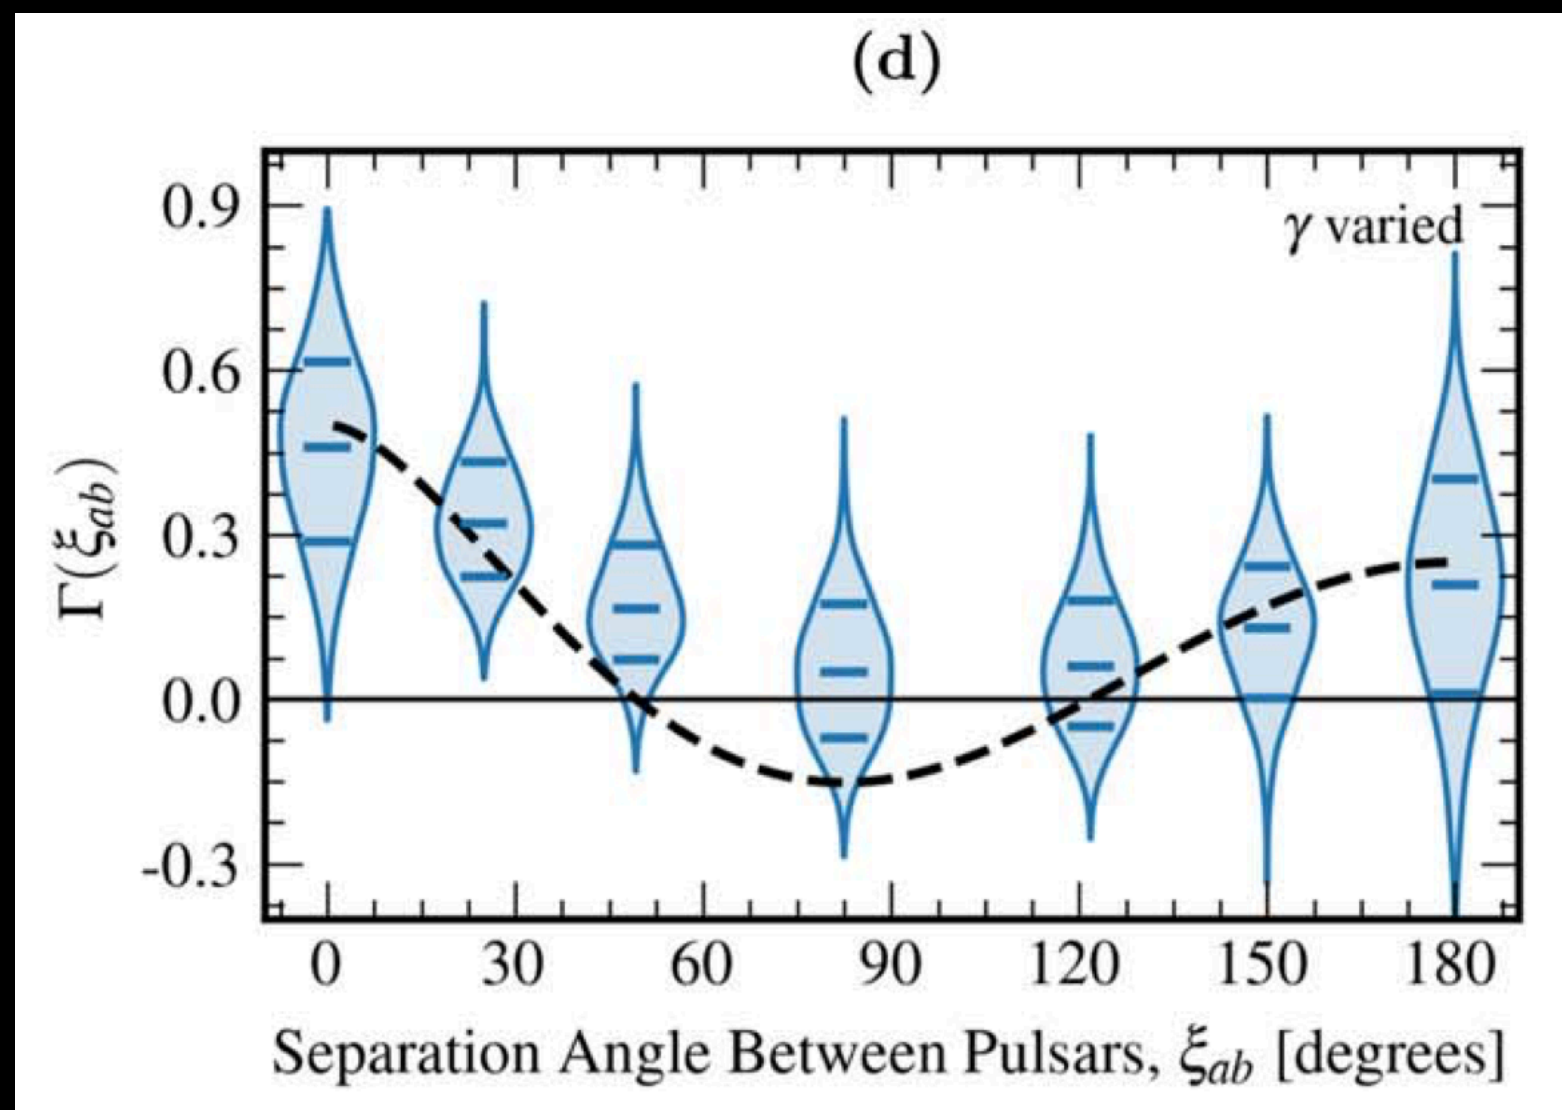 (d)
γ varied
0.9
0.6
0.3
0.0
-0.3
Γ(ξab)
0 30 60 90 120 150 180
Separation Angle Between Pulsars, ξab [degrees]